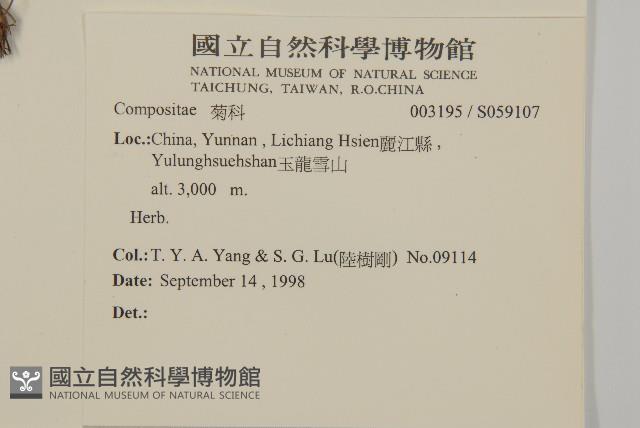 國立自然科學博物館
NATIONAL MUSEUM OF NATURAL SCIENCE
TAICHUNG, TAIWAN, R.O.CHINA
Compositae 菊科 003195 / S059107
Loc.:China, Yunnan , Lichiang Hsien麗江縣 ,
Yulunghsuehshan玉龍雪山
alt. 3,000 m.
Herb.
Col.:T. Y. A. Yang & S. G. Lu(陸樹剛) No.09114
Date: September 14 , 1998
Det.:
國立自然科學博物館
NATIONAL MUSEUM OF NATURAL SCIENCE